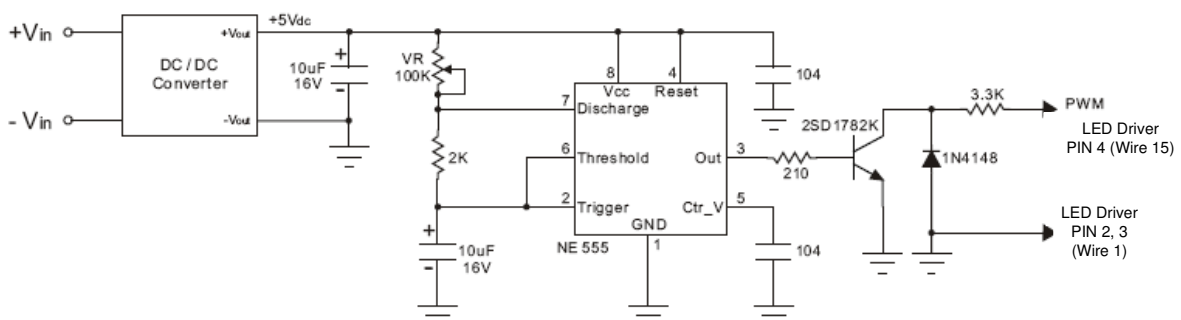 +Vin
-Vin
+Vout
DC / DC
Converter
-Vout
+5Vdc
+
10uF
16V
-
VR
100K
2K
+
10uF
16V
-
8
4
Vcc
Reset
7
Discharge
6
Threshold
Out
3
2
Trigger
Ctr_V
5
GND
1
NE 555
104
104
210
2SD1782K
1N4148
3.3K
PWM
LED Driver
PIN 4 (Wire 15)
LED Driver
PIN 2, 3
(Wire 1)